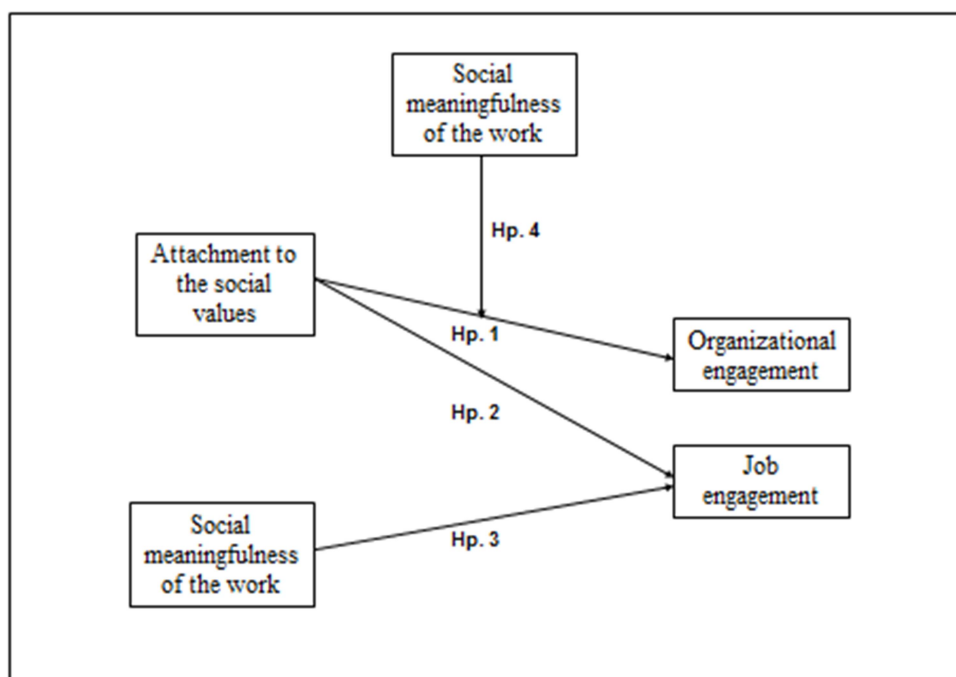 Social
meaningfulness
of the work
Hp. 4
Attachment to
the social
values
Hp. 1
Organizational
engagement
Hp. 2
Job
engagement
Social
meaningfulness
of the work
Hp. 3